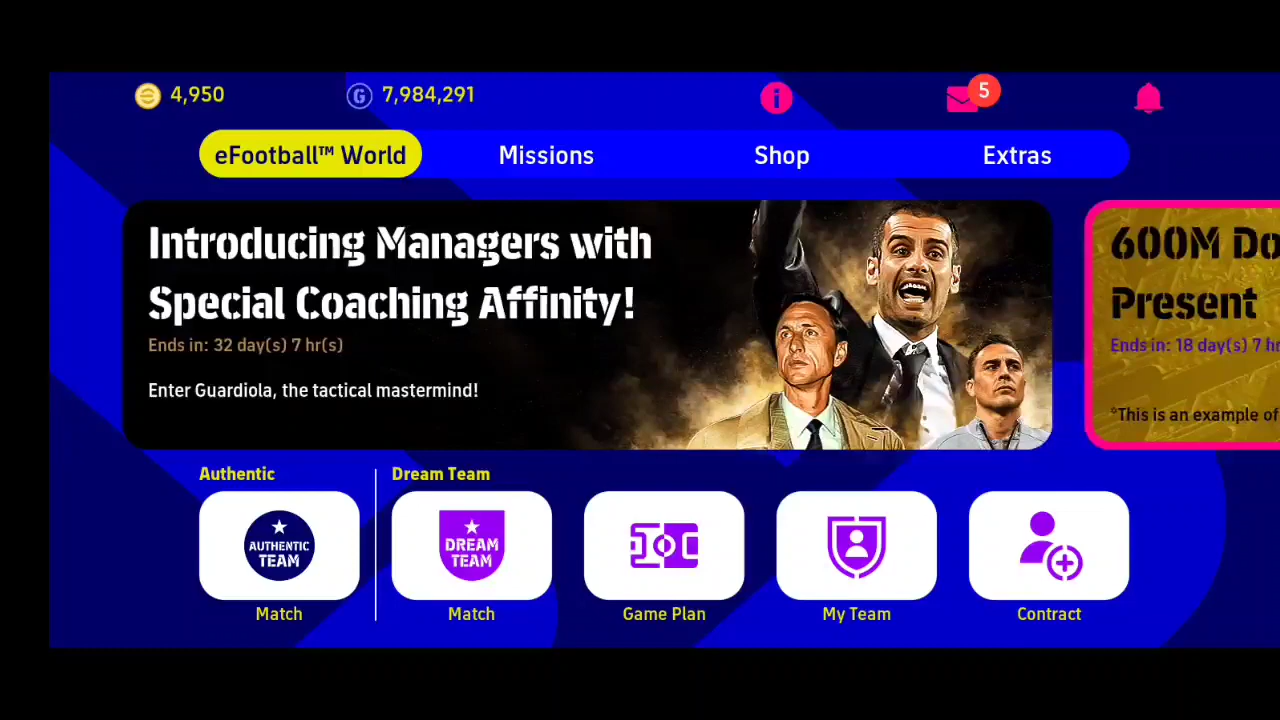 4,950
7,984,291
5
eFootball™ World
Missions
Shop
Extras
Introducing Managers with
Special Coaching Affinity!
Ends in: 32 day(s) 7 hr(s)
Enter Guardiola, the tactical mastermind!
600M Do
Present
Ends in: 18 day(s) 7 h
*This is an example of
Authentic
Dream Team
AUTHENTIC
TEAM
DREAM
TEAM
Match
Match
Game Plan
My Team
Contract